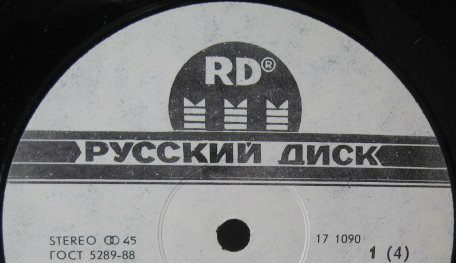 RD®
РУССКИЙ ДИСК
STEREO ꝏ 45
17 1090
ГОСТ 5289-88
1 (4)